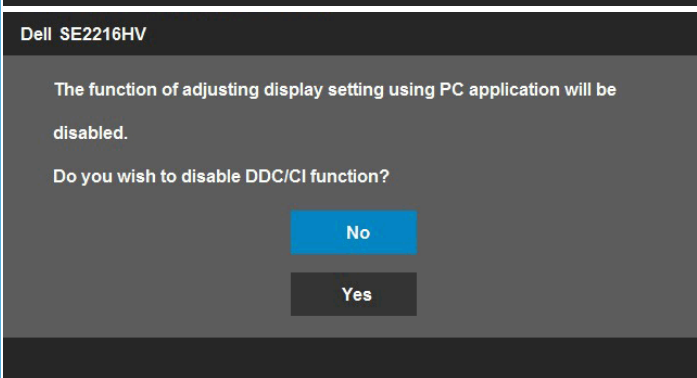 Dell SE2216HV
The function of adjusting display setting using PC application will be
disabled.
Do you wish to disable DDC/CI function?
No
Yes